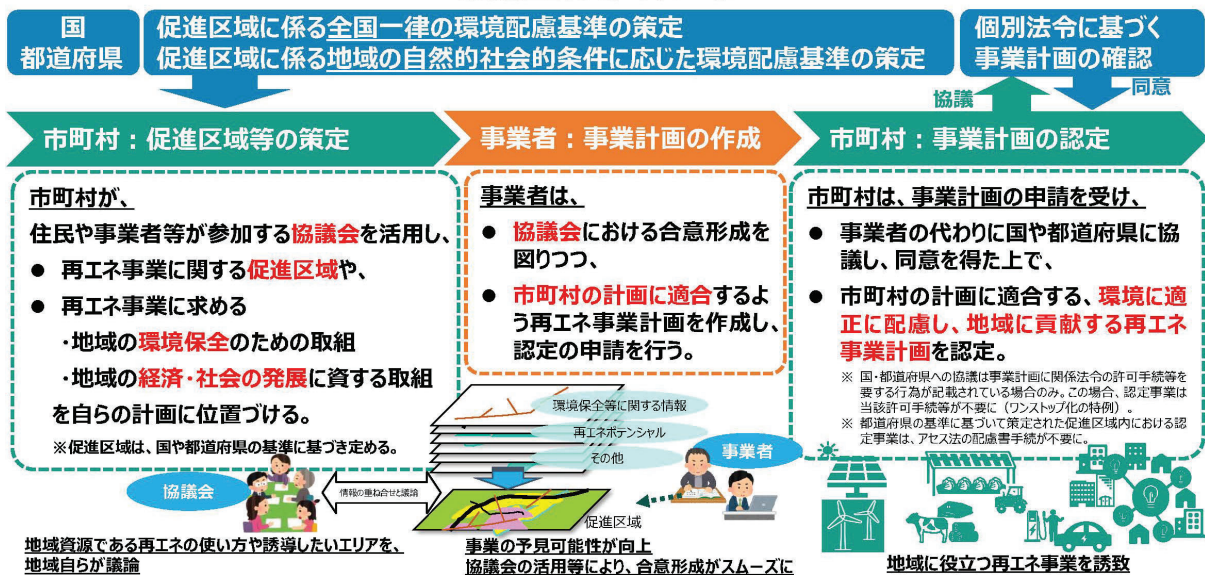 国
都道府県
促進区域に係る全国一律の環境配慮基準の策定
促進区域に係る地域の自然的社会的条件に応じた環境配慮基準の策定
個別法令に基づく
事業計画の確認
協議
同意
市町村：促進区域等の策定
市町村が、
住民や事業者等が参加する協議会を活用し、
● 再エネ事業に関する促進区域や、
● 再エネ事業に求める
・地域の環境保全のための取組
・地域の経済・社会の発展に資する取組
を自らの計画に位置づける。
※促進区域は、国や都道府県の基準に基づき定める。
協議会
情報の重ね合せと議論
地域資源である再エネの使い方や誘導したいエリアを、
地域自らが議論
事業者：事業計画の作成
事業者は、
● 協議会における合意形成を
図りつつ、
● 市町村の計画に適合するよ
う再エネ事業計画を作成し、
認定の申請を行う。
環境保全等に関する情報
再エネポテンシャル
その他
事業者
促進区域
事業の予見可能性が向上
協議会の活用等により、合意形成がスムーズに
市町村：事業計画の認定
市町村は、事業計画の申請を受け、
● 事業者の代わりに国や都道府県に協
議し、同意を得た上で、
● 市町村の計画に適合する、環境に適
正に配慮し、地域に貢献する再エネ
事業計画を認定。
※ 国・都道府県への協議は事業計画に関係法令の許可手続等を
要する行為が記載されている場合のみ。この場合、認定事業は
当該許可手続等が不要に（ワンストップ化の特例）。
※ 都道府県の基準に基づいて策定された促進区域内における認
定事業は、アセス法の配慮書手続が不要に。
地域に役立つ再エネ事業を誘致